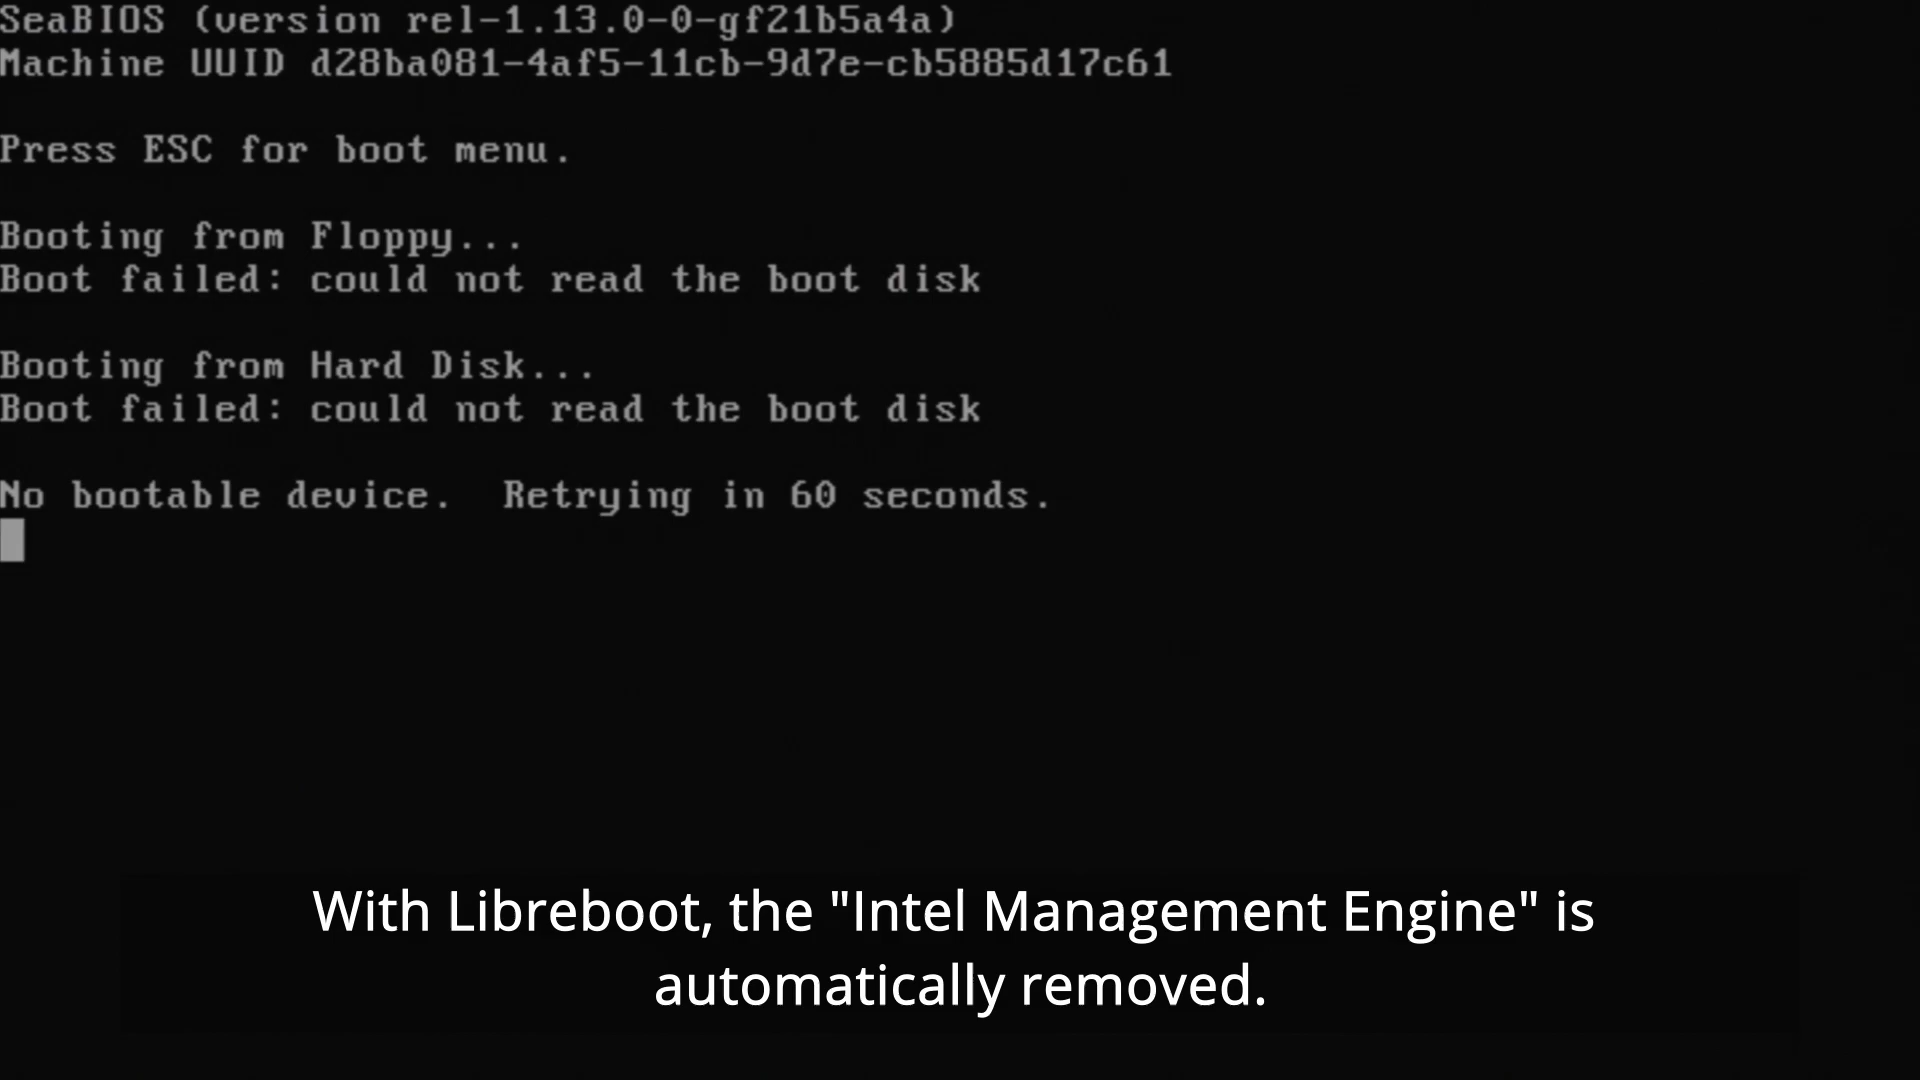 SeaBIOS (version rel-1.13.0-0-gf21b5a4a)
Machine UUID d28ba081-4af5-11cb-9d7e-cb5885d17c61
Press ESC for boot menu.
Booting from Floppy...
Boot failed: could not read the boot disk
Booting from Hard Disk...
Boot failed: could not read the boot disk
No bootable device.  Retrying in 60 seconds.
With Libreboot, the "Intel Management Engine" is
automatically removed.